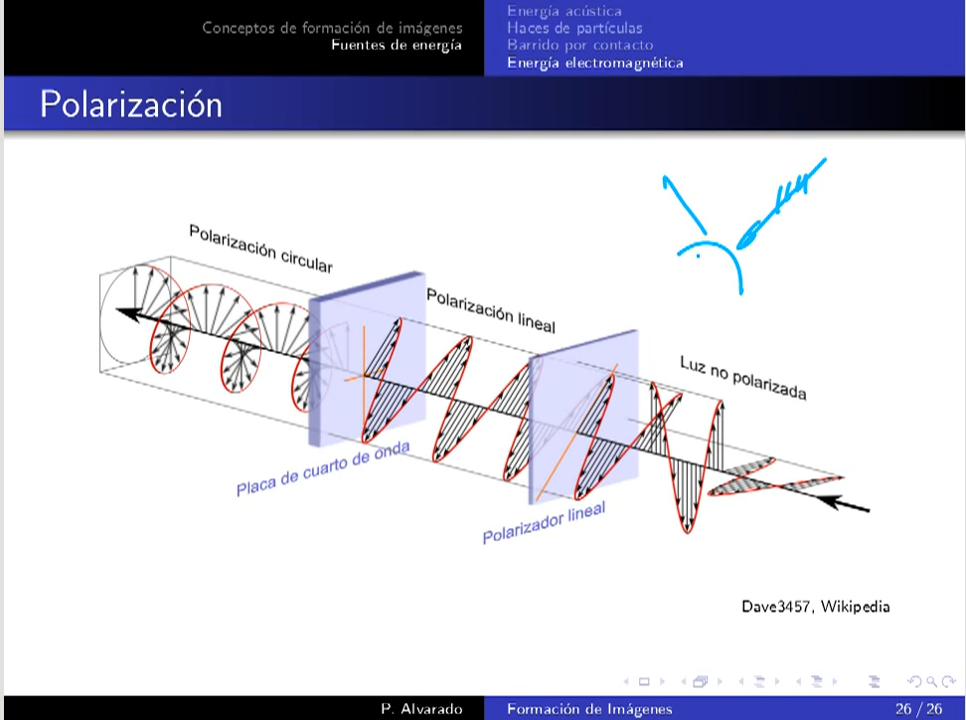 Conceptos de formación de imágenes
Fuentes de energía
Energía acústica
Haces de partículas
Barrido por contacto
Energía electromagnética
Polarización
Polarización circular
Polarización lineal
Luz no polarizada
Placa de cuarto de onda
Polarizador lineal
Dave3457, Wikipedia
P. Alvarado
Formación de Imágenes
26 / 26